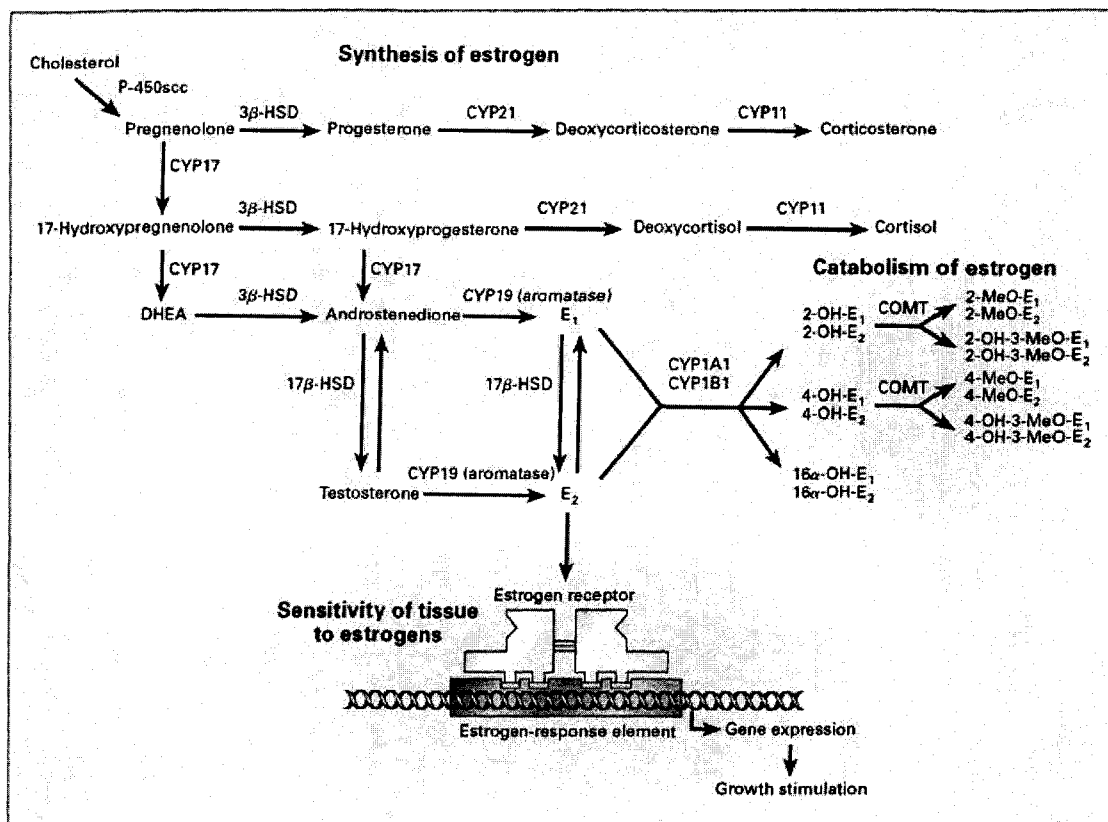 Synthesis of estrogen
Cholesterol
P-450scc
Pregnenolone
3β-HSD
Progesterone
CYP21
Deoxycorticosterone
CYP11
Corticosterone
CYP17
17-Hydroxypregnenolone
3β-HSD
17-Hydroxyprogesterone
CYP21
Deoxycortisol
CYP11
Cortisol
CYP17
CYP17
DHEA
3β-HSD
Androstenedione
CYP19 (aromatase)
E₁
17β-HSD
17β-HSD
Testosterone
CYP19 (aromatase)
E₂
CYP1A1
CYP1B1
Catabolism of estrogen
2-OH-E₁
2-OH-E₂
COMT
2-MeO-E₁
2-MeO-E₂
2-OH-3-MeO-E₁
2-OH-3-MeO-E₂
4-OH-E₁
4-OH-E₂
COMT
4-MeO-E₁
4-MeO-E₂
4-OH-3-MeO-E₁
4-OH-3-MeO-E₂
16α-OH-E₁
16α-OH-E₂
Sensitivity of tissue
to estrogens
Estrogen receptor
Estrogen-response element
Gene expression
Growth stimulation